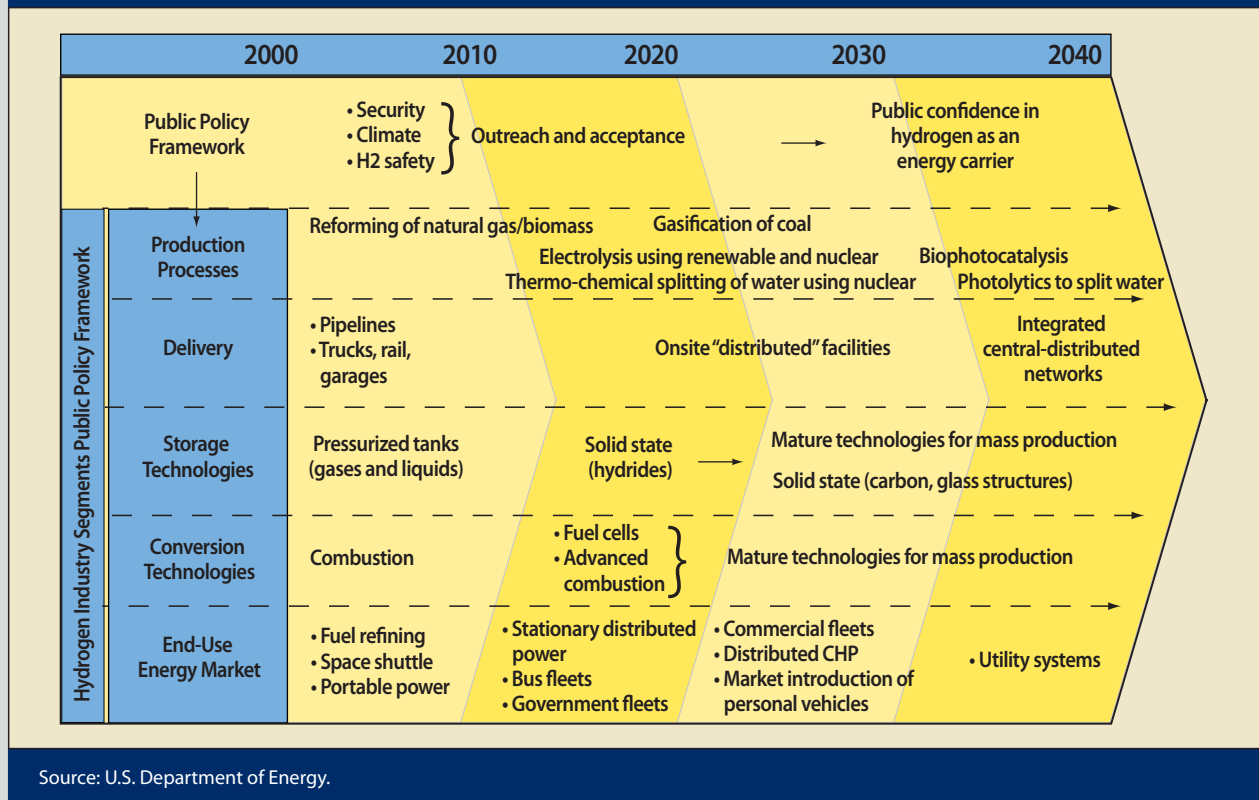 2000 2010 2020 2030 2040
Public Policy
Framework
• Security
• Climate
• H2 safety
Outreach and acceptance
Public confidence in
hydrogen as an
energy carrier
Hydrogen Industry Segments Public Policy Framework
Production
Processes
Reforming of natural gas/biomass
Gasification of coal
Electrolysis using renewable and nuclear
Thermo-chemical splitting of water using nuclear
Biophotocatalysis
Photolytics to split water
Delivery
• Pipelines
• Trucks, rail,
garages
Onsite “distributed” facilities
Integrated
central-distributed
networks
Storage
Technologies
Pressurized tanks
(gases and liquids)
Solid state
(hydrides)
Mature technologies for mass production
Solid state (carbon, glass structures)
Conversion
Technologies
Combustion
• Fuel cells
• Advanced
combustion
Mature technologies for mass production
End-Use
Energy Market
• Fuel refining
• Space shuttle
• Portable power
• Stationary distributed
power
• Bus fleets
• Government fleets
• Commercial fleets
• Distributed CHP
• Market introduction of
personal vehicles
• Utility systems
Source: U.S. Department of Energy.